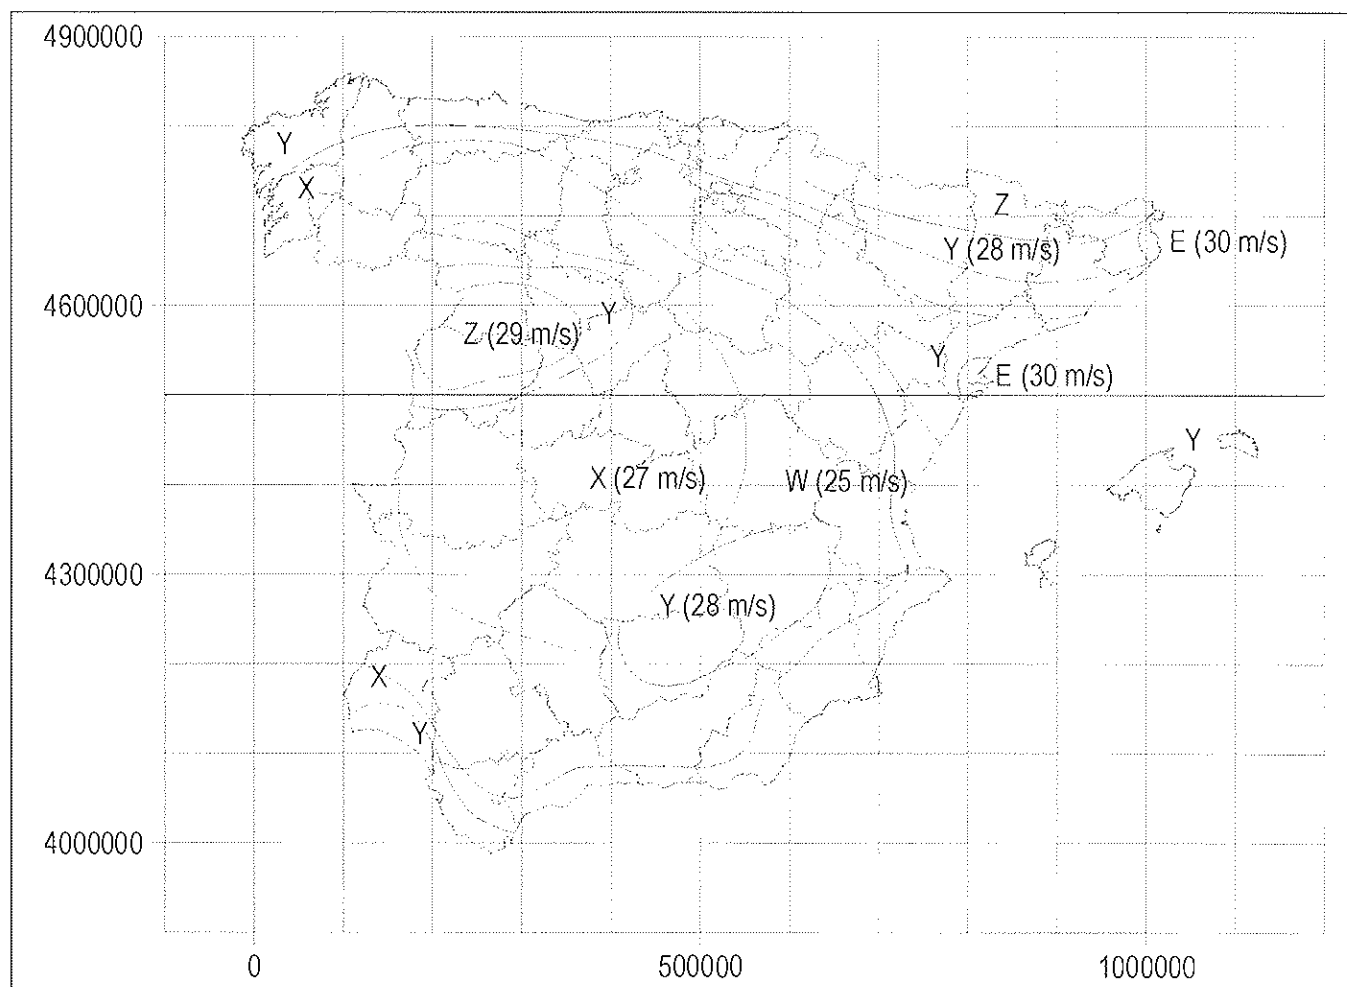 4900000
Y
X
Z
Y (28 m/s)
E (30 m/s)
4600000
Y
Z (29 m/s)
Y
E (30 m/s)
Y
X (27 m/s)
W (25 m/s)
4300000
Y (28 m/s)
X
Y
4000000
0
500000
1000000